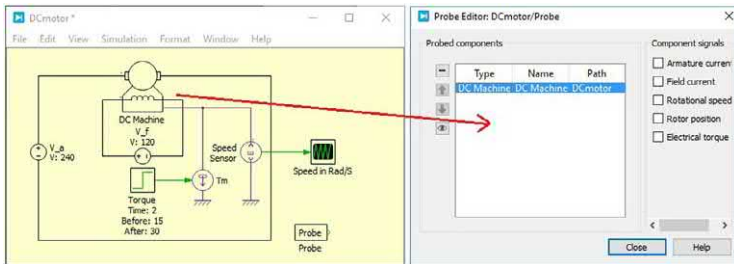 DCmotor *
File Edit View Simulation Format Window Help
DC Machine
V_f
V: 120
V_a
V: 240
Speed
Sensor
Tm
Speed in Rad/S
Torque
Time: 2
Before: 15
After: 30
Probe
Probe
Probe Editor: DCmotor/Probe
Probed components
Type Name Path
DC Machine DC Machine DCmotor
Component signals
Armature curren
Field current
Rotational speed
Rotor position
Electrical torque
Close Help